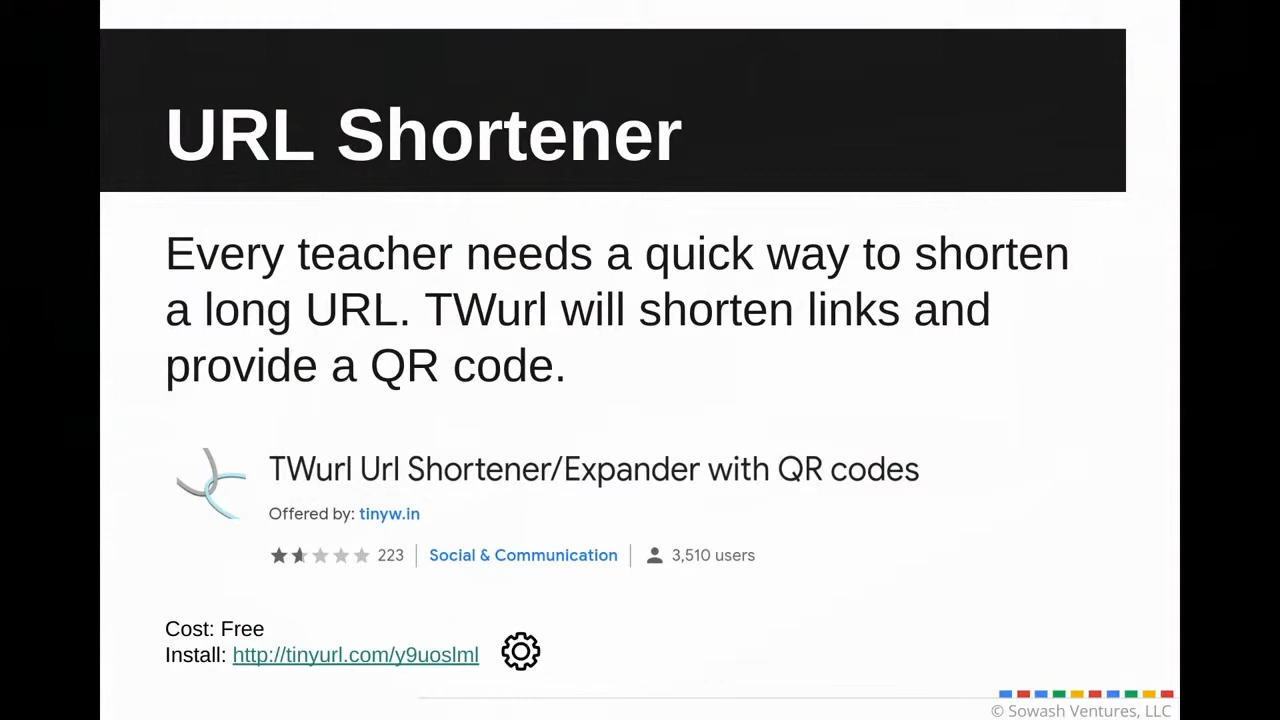 URL Shortener
Every teacher needs a quick way to shorten
a long URL. TWurl will shorten links and
provide a QR code.
TWurl Url Shortener/Expander with QR codes
Offered by: tinyw.in
223 | Social & Communication | 3,510 users
Cost: Free
Install: http://tinyurl.com/y9uoslml
© Sowash Ventures, LLC